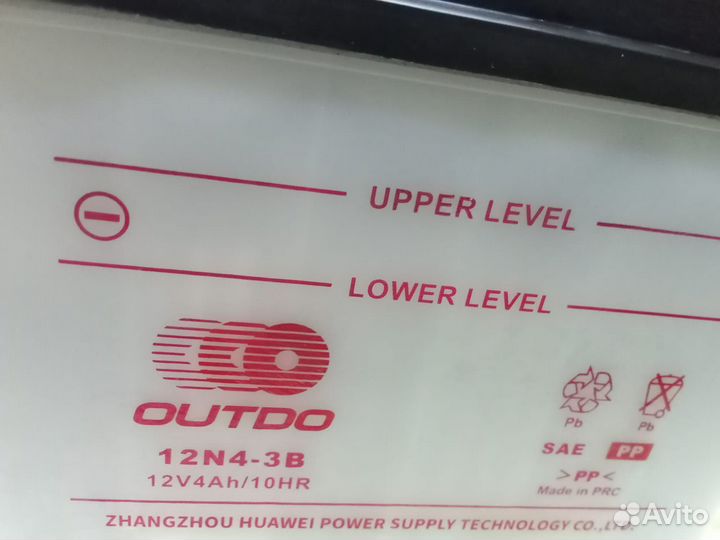 UPPER LEVEL
LOWER LEVEL
OUTDO
12N4-3B
12V4Ah/10HR
Pb
Pb
SAE PP
>PP<
Made in PRC
ZHANGZHOU HUAWEI POWER SUPPLY TECHNOLOGY CO.,LTD.
Avito